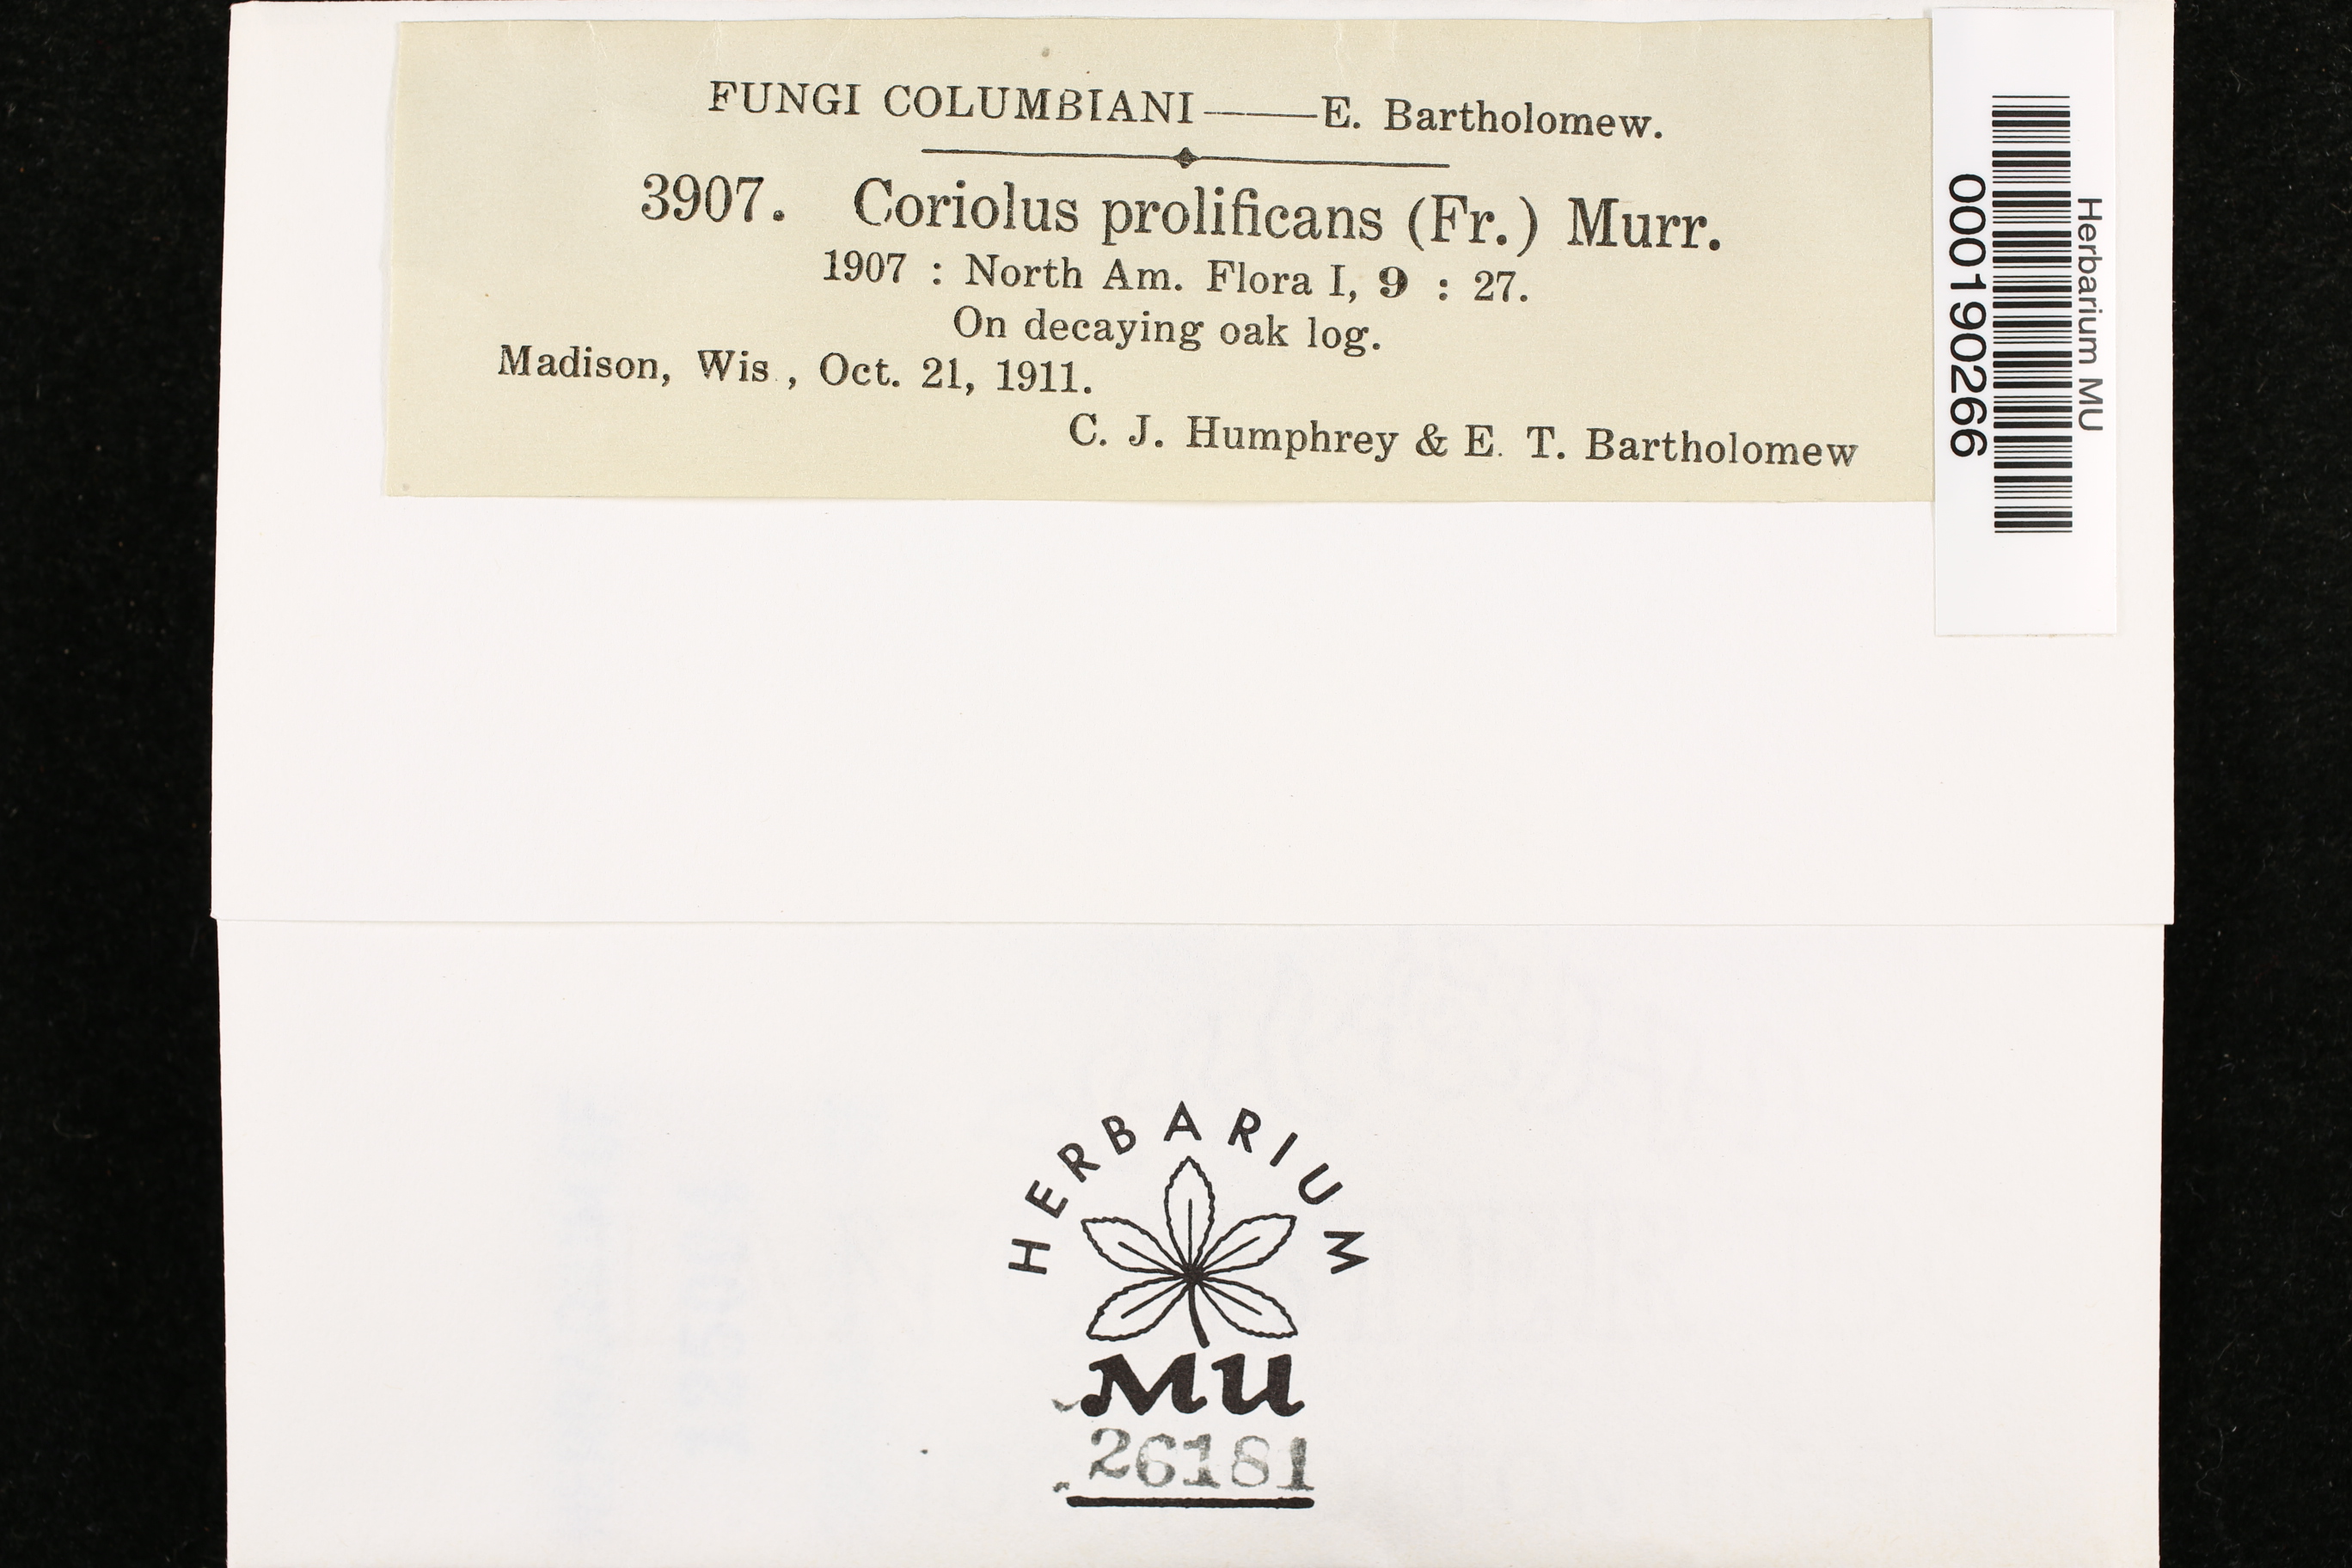 FUNGI COLUMBIANI——E. Bartholomew.
3907. Coriolus prolificans (Fr.) Murr.
1907 : North Am. Flora I, 9 : 27.
On decaying oak log.
Madison, Wis., Oct. 21, 1911.
C. J. Humphrey & E. T. Bartholomew
Herbarium MU
000190266
HERBARIUM
MU
26181